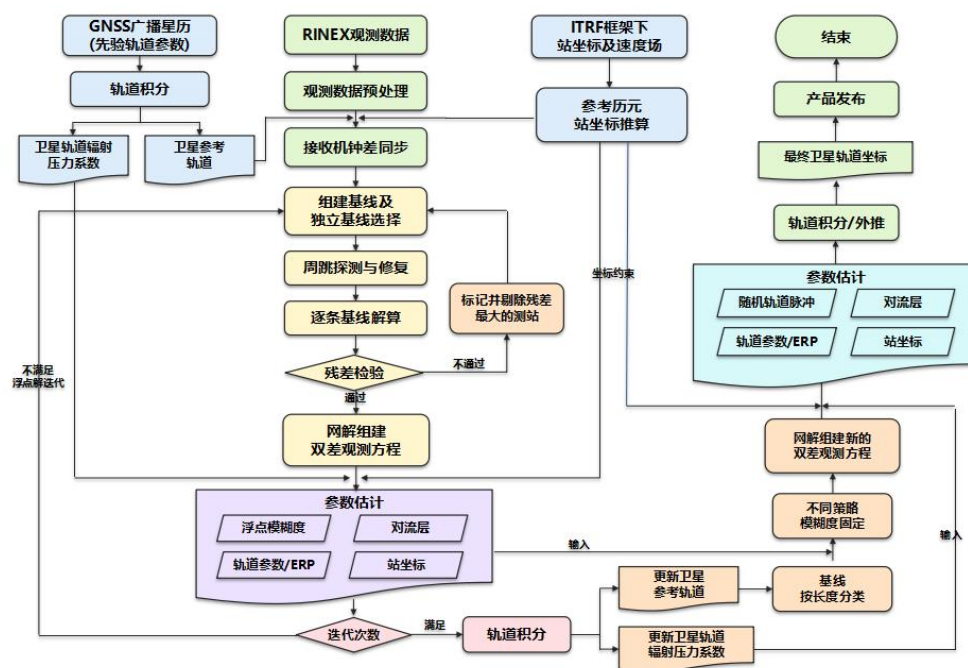 GNSS广播星历
(先验轨道参数)
轨道积分
卫星轨道辐射
压力系数
卫星参考
轨道
RINEX观测数据
观测数据预处理
接收机钟差同步
ITRF框架下
站坐标及速度场
参考历元
站坐标推算
组建基线及
独立基线选择
周跳探测与修复
逐条基线解算
残差检验
不通过
标记并剔除残差
最大的测站
通过
网解组建
双差观测方程
坐标约束
不满足
浮点解迭代
参数估计
浮点模糊度
对流层
轨道参数/ERP
站坐标
迭代次数
满足
轨道积分
更新卫星
参考轨道
更新卫星轨道
辐射压力系数
基线
按长度分类
输入
不同策略
模糊度固定
网解组建新的
双差观测方程
输入
参数估计
随机轨道脉冲
对流层
轨道参数/ERP
站坐标
轨道积分/外推
最终卫星轨道坐标
产品发布
结束